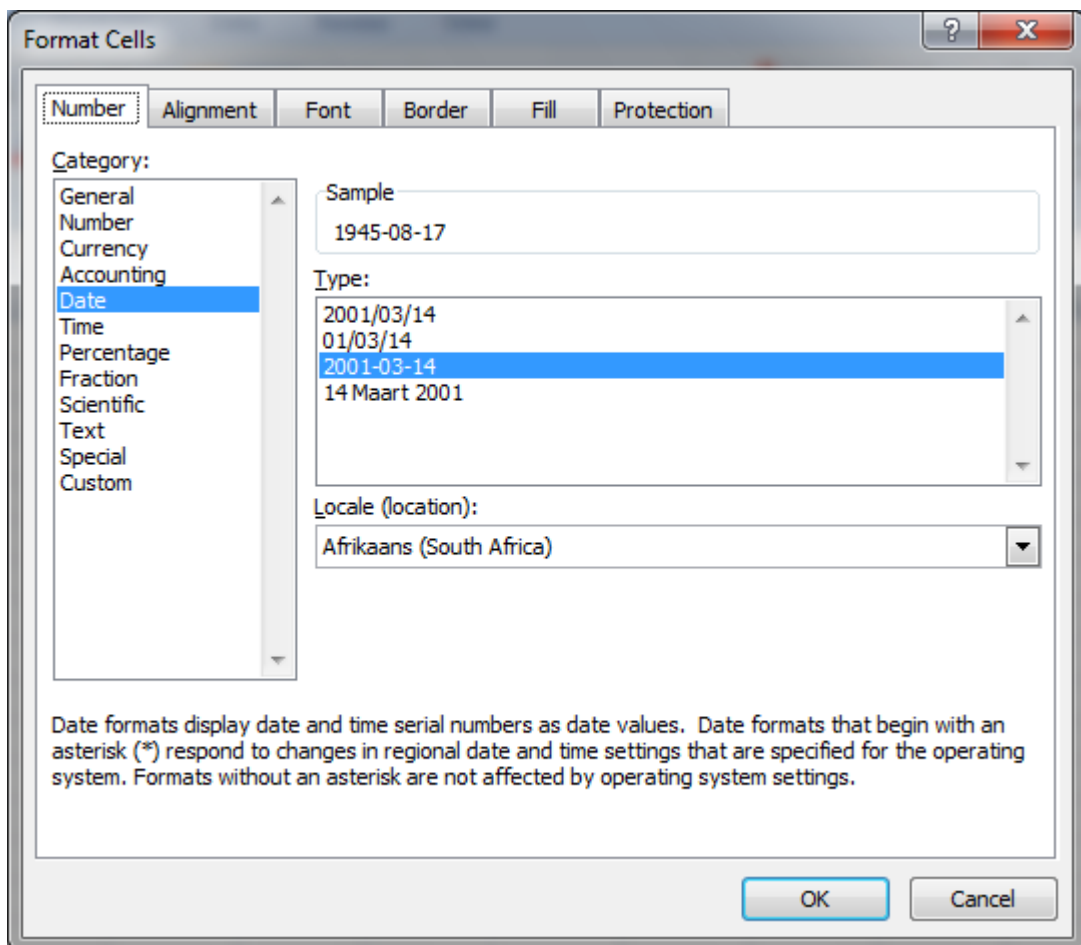 Format Cells
Number Alignment Font Border Fill Protection
Category:
General
Number
Currency
Accounting
Date
Time
Percentage
Fraction
Scientific
Text
Special
Custom
Sample
1945-08-17
Type:
2001/03/14
01/03/14
2001-03-14
14 Maart 2001
Locale (location):
Afrikaans (South Africa)
Date formats display date and time serial numbers as date values.  Date formats that begin with an
asterisk (*) respond to changes in regional date and time settings that are specified for the operating
system. Formats without an asterisk are not affected by operating system settings.
OK Cancel